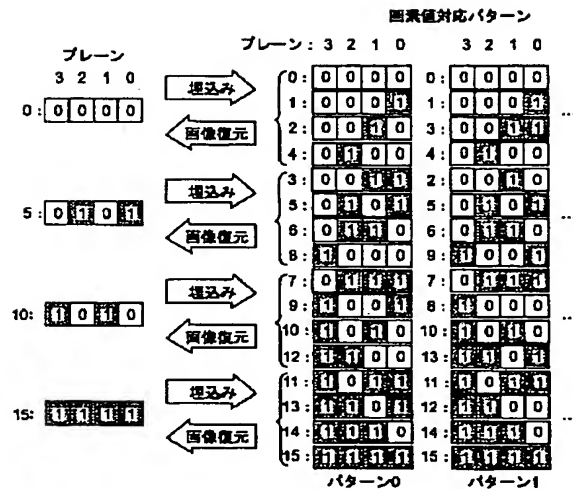 画素値対応パターン
プレーン
3 2 1 0
プレーン: 3 2 1 0 3 2 1 0
埋込み
画像復元
0: 0 0 0 0
0: 0 0 0 0 0: 0 0 0 0
1: 0 0 0 1 1: 0 0 0 1 ...
2: 0 0 1 0 3: 0 0 1 1
4: 0 1 0 0 4: 0 1 0 0
埋込み
画像復元
5: 0 1 0 1
3: 0 0 1 1 2: 0 0 1 0
5: 0 1 0 1 5: 0 1 0 1 ...
6: 0 1 1 0 6: 0 1 1 0
8: 1 0 0 0 9: 1 0 0 1
埋込み
画像復元
10: 1 0 1 0
7: 0 1 1 1 7: 0 1 1 1
9: 1 0 0 1 8: 1 0 0 0 ...
10: 1 0 1 0 10: 1 0 1 0
12: 1 1 0 0 13: 1 1 0 1
埋込み
画像復元
15: 1 1 1 1
11: 1 0 1 1 11: 1 0 1 1
13: 1 1 0 1 12: 1 1 0 0 ...
14: 1 1 1 0 14: 1 1 1 0
15: 1 1 1 1 15: 1 1 1 1
パターン0 パターン1